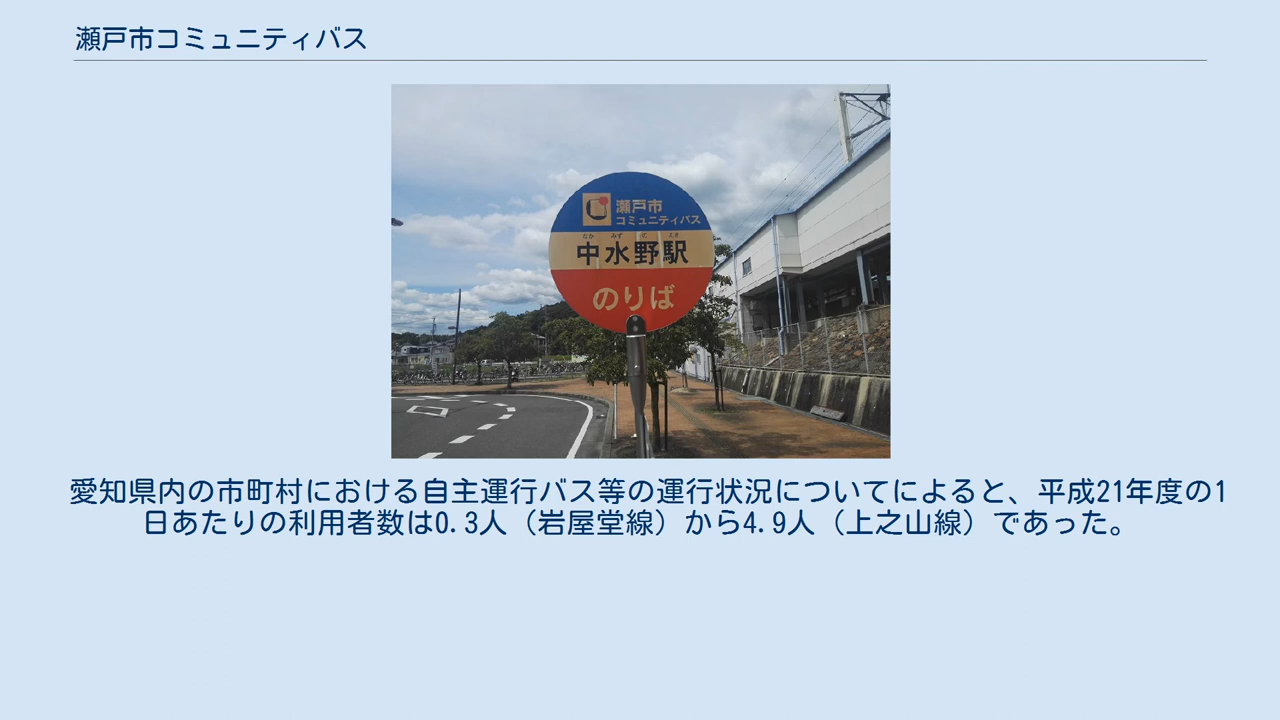 瀬戸市コミュニティバス
瀬戸市
コミュニティバス
なか みず の えき
中水野駅
のりば
愛知県内の市町村における自主運行バス等の運行状況についてによると、平成21年度の1
日あたりの利用者数は0.3人（岩屋堂線）から4.9人（上之山線）であった。